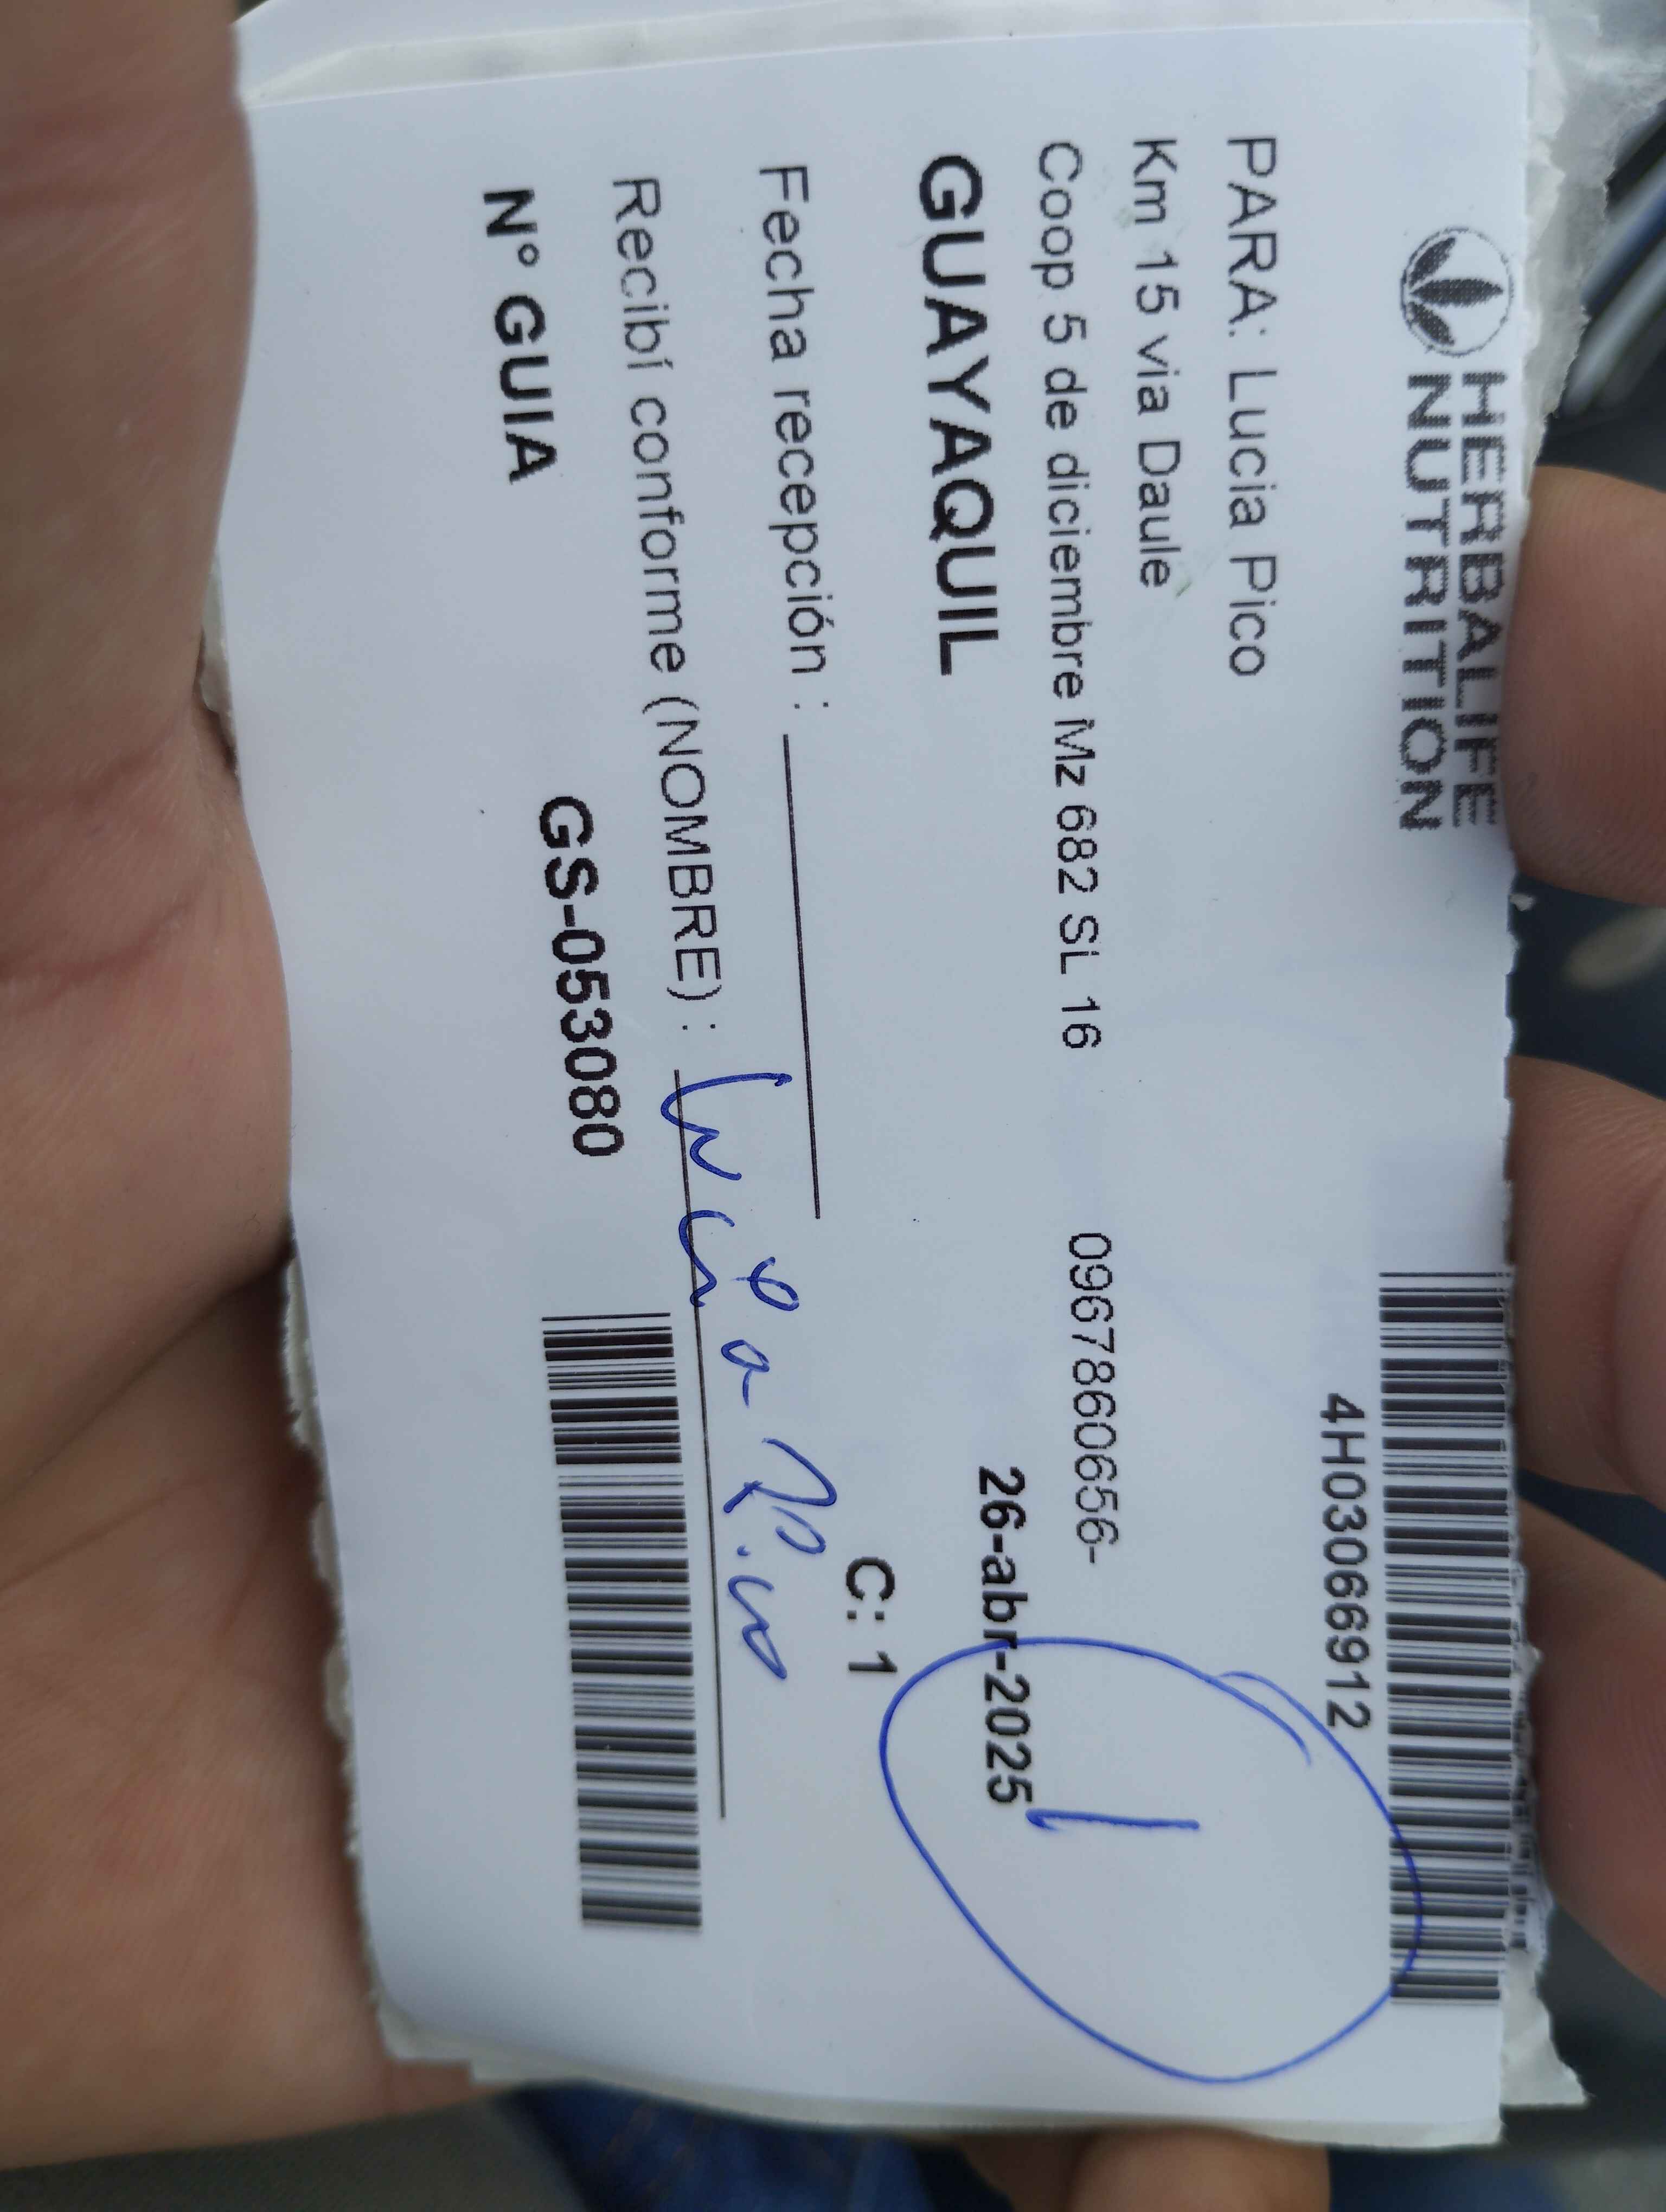 HERBALIFE
NUTRITION
4H03066912
PARA: Lucia Pico
Km 15 via Daule
Coop 5 de diciembre Mz 682 SL 16 0967860656-
GUAYAQUIL 26-abr-2025
1
C: 1
Fecha recepción :
Recibí conforme (NOMBRE) : Lucia Pico
N° GUIA GS-053080